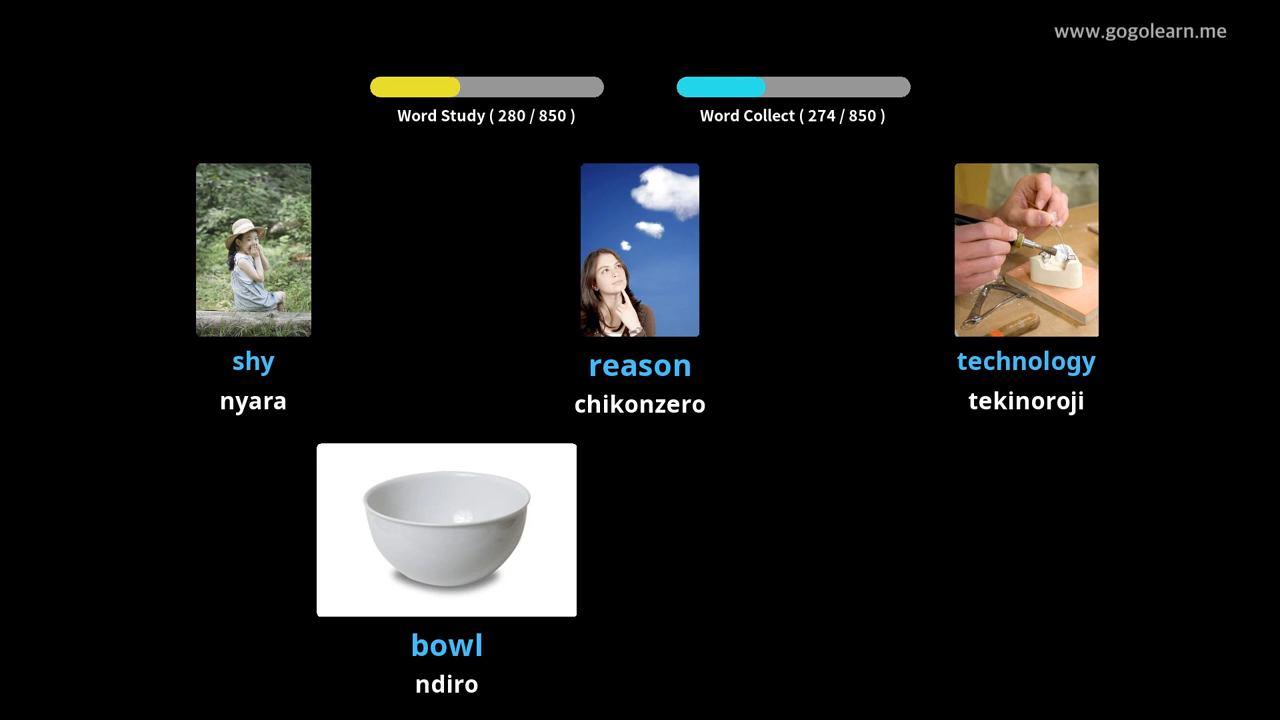 www.gogolearn.me
Word Study ( 280 / 850 )
Word Collect ( 274 / 850 )
shy
nyara
reason
chikonzero
technology
tekinoroji
bowl
ndiro